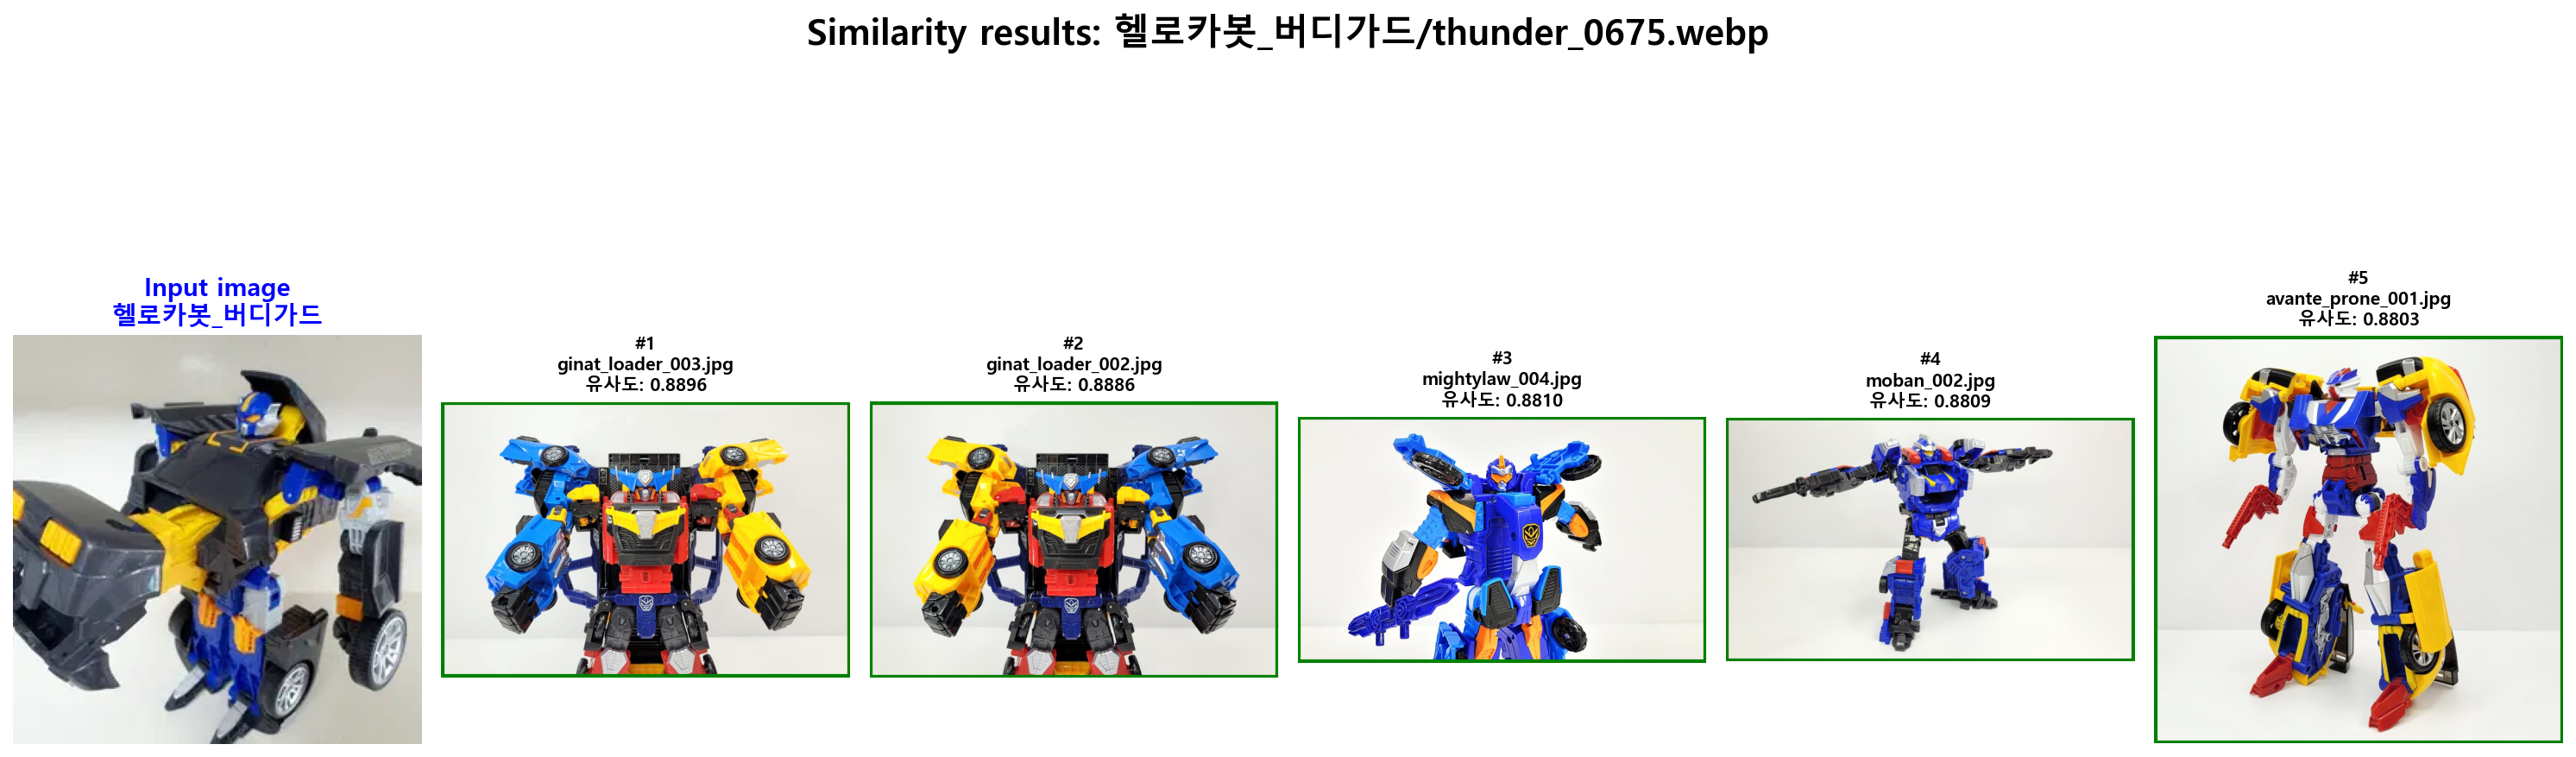 Similarity results: 헬로카봇_버디가드/thunder_0675.webp
Input image
헬로카봇_버디가드
#1
ginat_loader_003.jpg
유사도: 0.8896
#2
ginat_loader_002.jpg
유사도: 0.8886
#3
mightylaw_004.jpg
유사도: 0.8810
#4
moban_002.jpg
유사도: 0.8809
#5
avante_prone_001.jpg
유사도: 0.8803